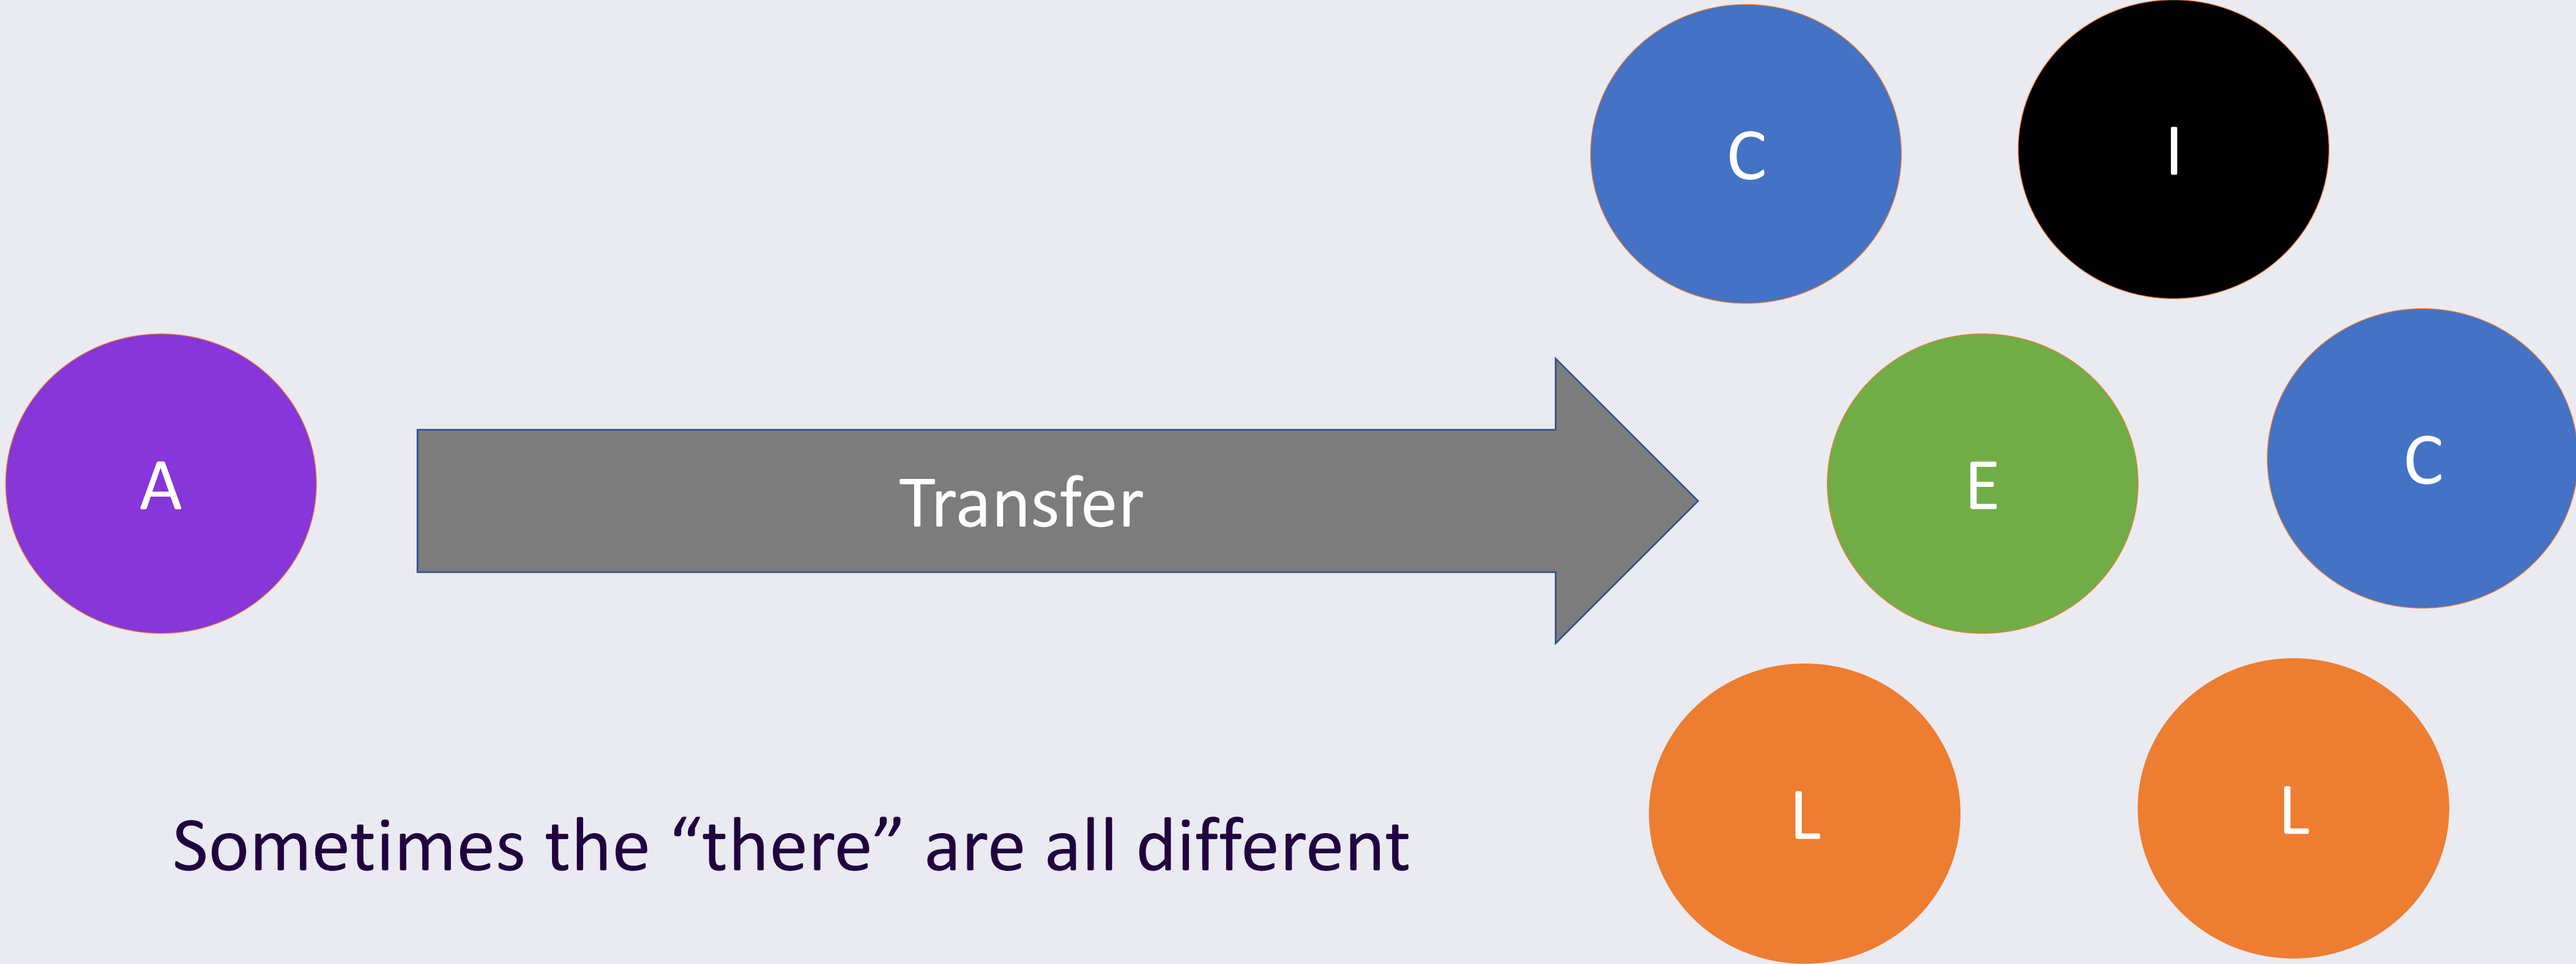 C
I
A
Transfer
E
C
L
L
Sometimes the “there” are all different